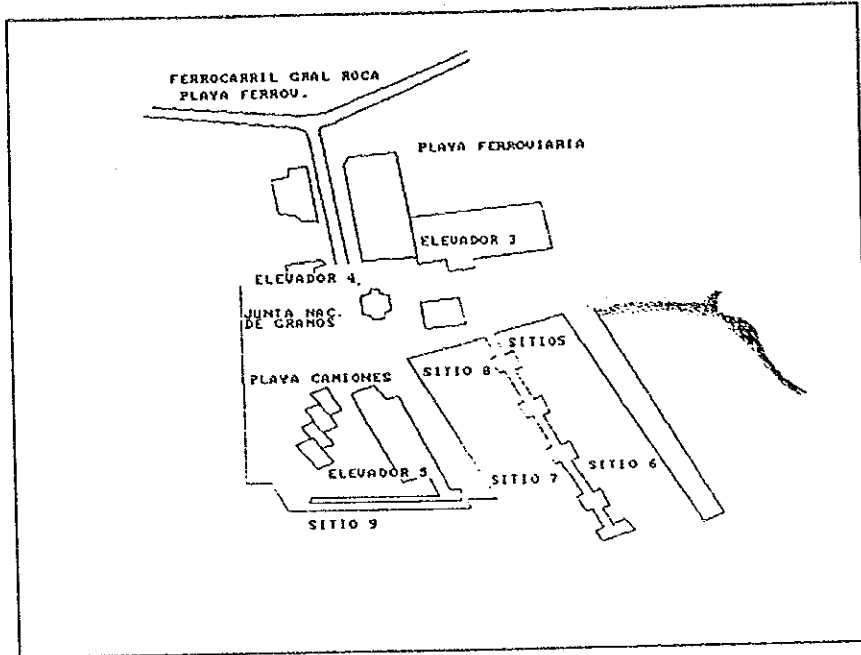 FERROCARRIL GRAL ROCA
PLAYA FERROV.
PLAYA FERROVIARIA
ELEVADOR 3
ELEVADOR 4
JUNTA NAC.
DE GRANOS
SITIO5
SITIO 8
PLAYA CAMIONES
ELEVADOR 5
SITIO 7
SITIO 6
SITIO 9